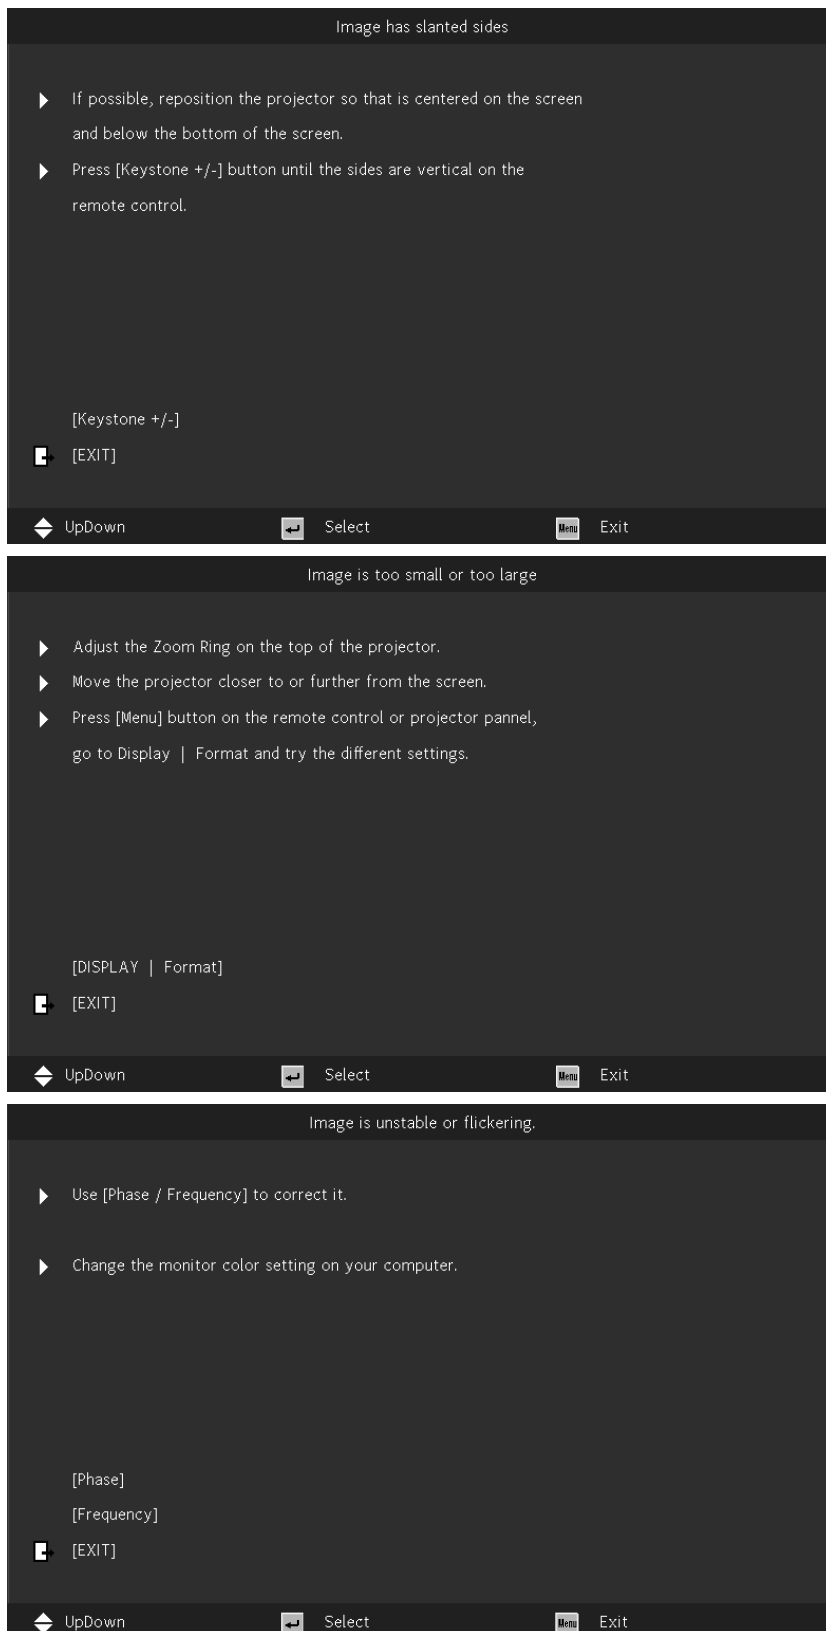 Image has slanted sides
If possible, reposition the projector so that is centered on the screen
and below the bottom of the screen.
Press [Keystone +/-] button until the sides are vertical on the
remote control.
[Keystone +/-]
[EXIT]
UpDown Select Menu Exit
Image is too small or too large
Adjust the Zoom Ring on the top of the projector.
Move the projector closer to or further from the screen.
Press [Menu] button on the remote control or projector pannel,
go to Display | Format and try the different settings.
[DISPLAY | Format]
[EXIT]
UpDown Select Menu Exit
Image is unstable or flickering.
Use [Phase / Frequency] to correct it.
Change the monitor color setting on your computer.
[Phase]
[Frequency]
[EXIT]
UpDown Select Menu Exit